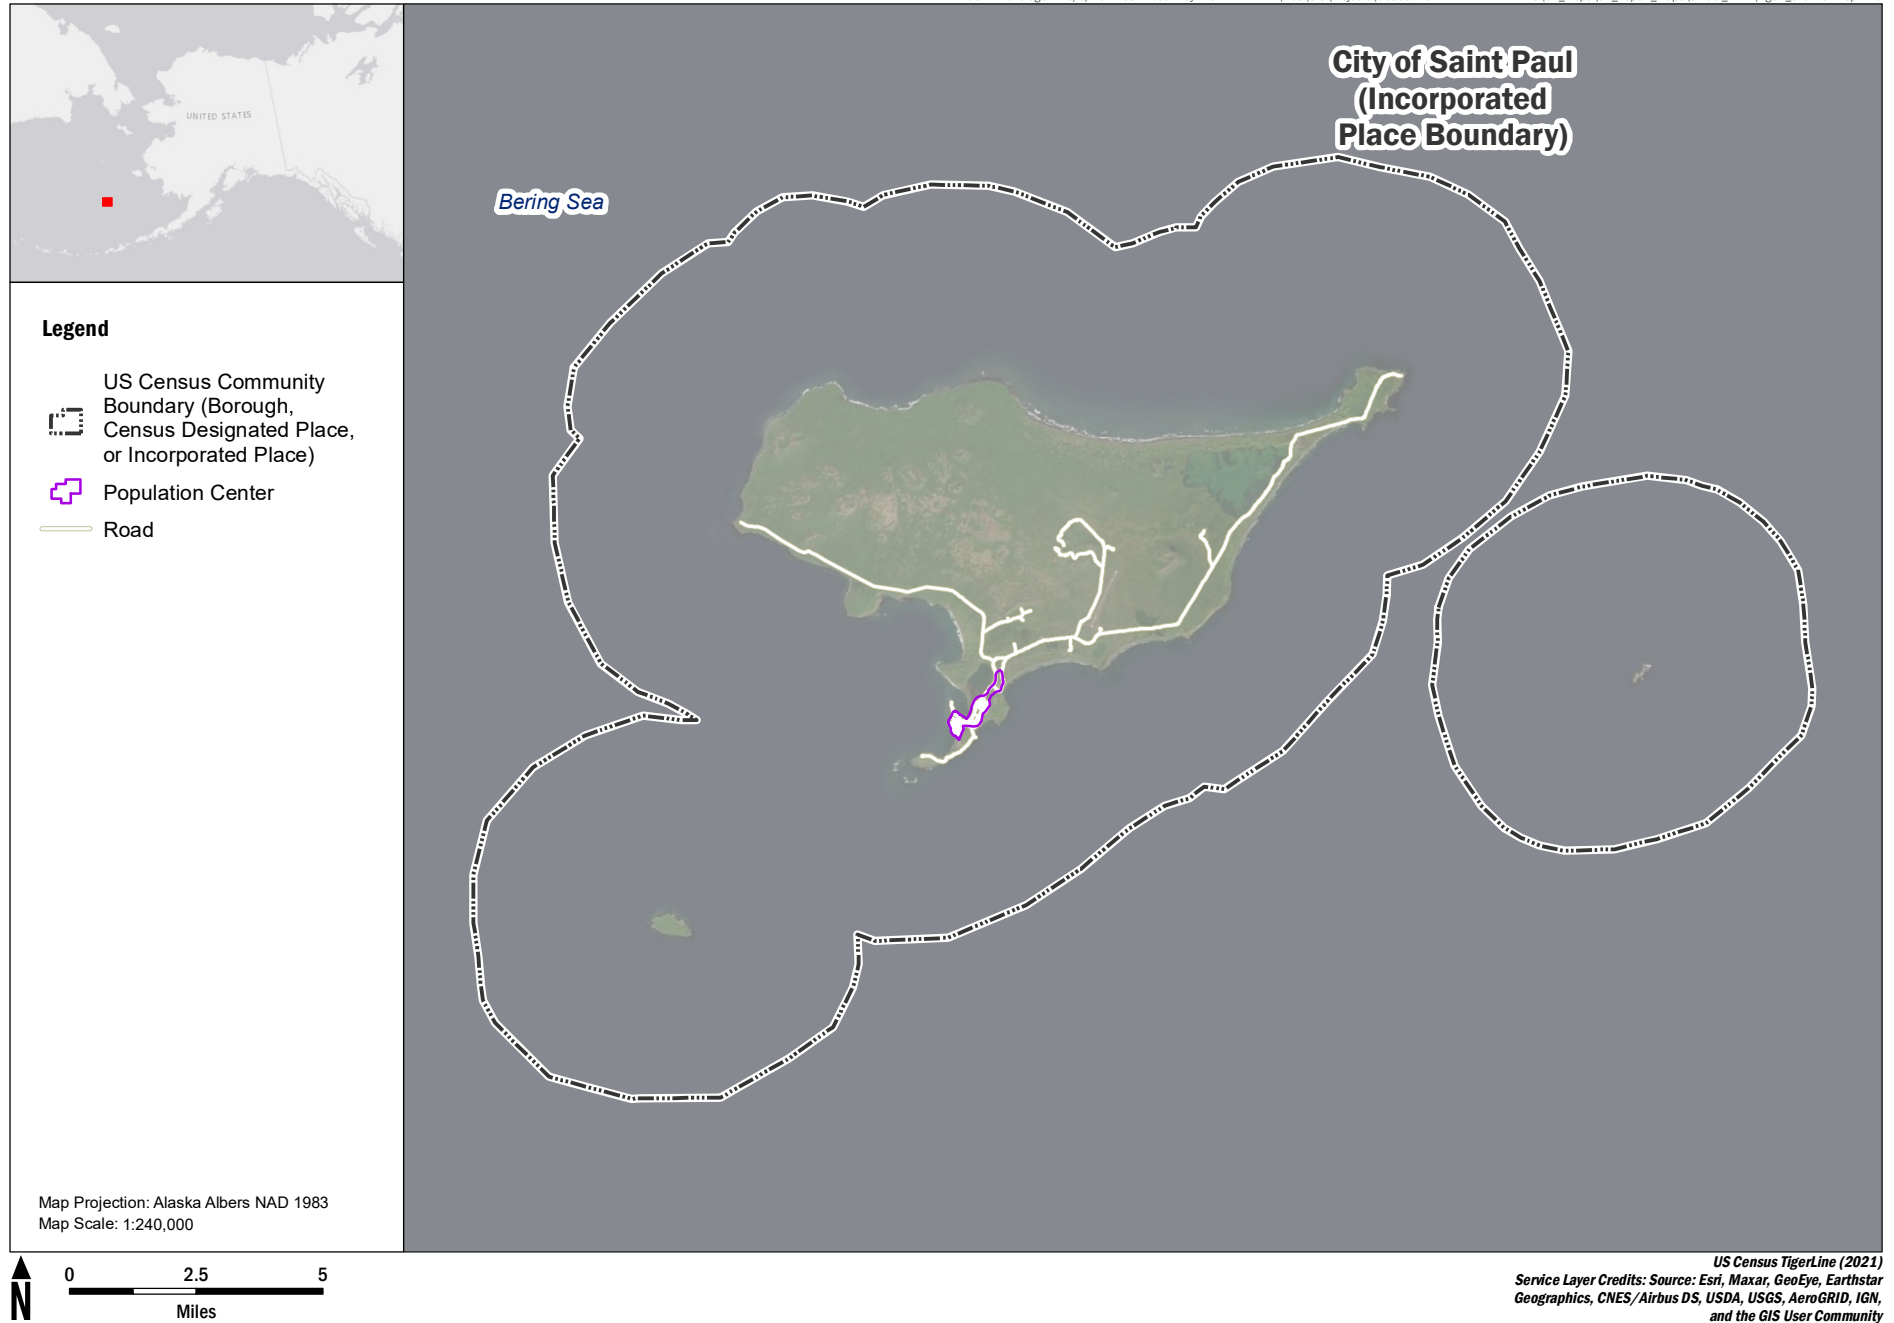 UNITED STATES
City of Saint Paul
(Incorporated
Place Boundary)
Bering Sea
Legend
US Census Community
Boundary (Borough,
Census Designated Place,
or Incorporated Place)
Population Center
Road
Map Projection: Alaska Albers NAD 1983
Map Scale: 1:240,000
N
0 2.5 5
Miles
US Census TigerLine (2021)
Service Layer Credits: Source: Esri, Maxar, GeoEye, Earthstar
Geographics, CNES/Airbus DS, USDA, USGS, AeroGRID, IGN,
and the GIS User Community